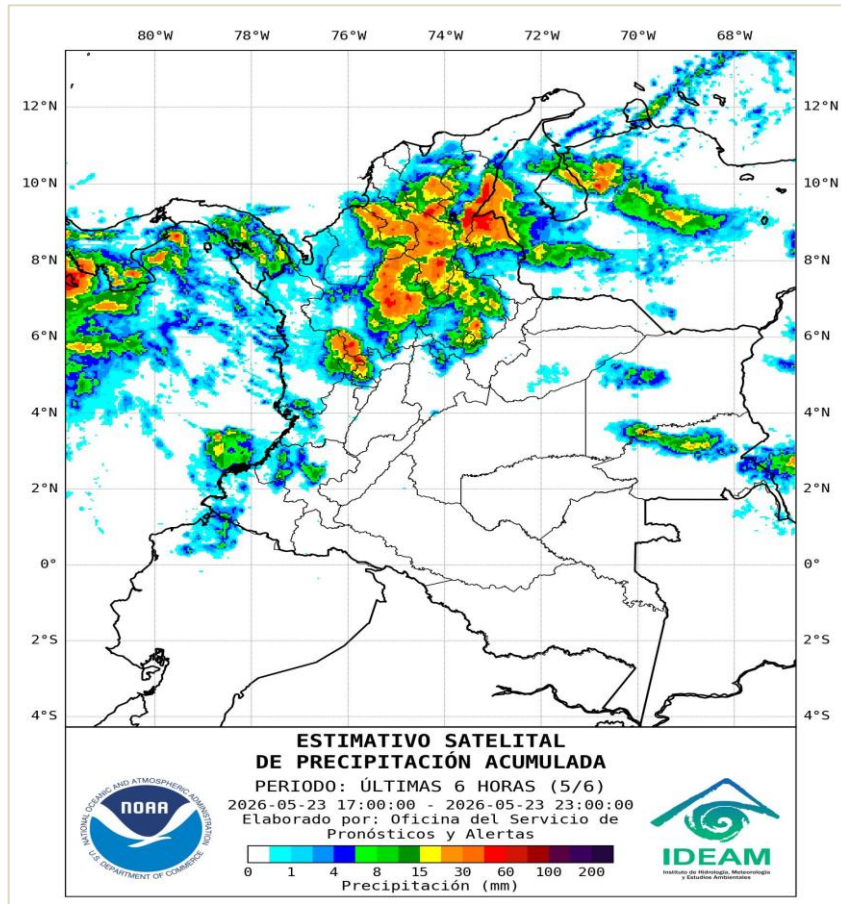 80°W 78°W 76°W 74°W 72°W 70°W 68°W
12°N 12°N
10°N 10°N
8°N 8°N
6°N 6°N
4°N 4°N
2°N 2°N
0° 0°
2°S 2°S
4°S 4°S
ESTIMATIVO SATELITAL
DE PRECIPITACIÓN ACUMULADA
PERIODO: ÚLTIMAS 6 HORAS (5/6)
2026-05-23 17:00:00 - 2026-05-23 23:00:00
Elaborado por: Oficina del Servicio de
Pronósticos y Alertas
0 1 4 8 15 30 60 100 200
Precipitación (mm)
NATIONAL OCEANIC AND ATMOSPHERIC ADMINISTRATION
NOAA
U.S. DEPARTMENT OF COMMERCE
IDEAM
Instituto de Hidrología, Meteorología
y Estudios Ambientales